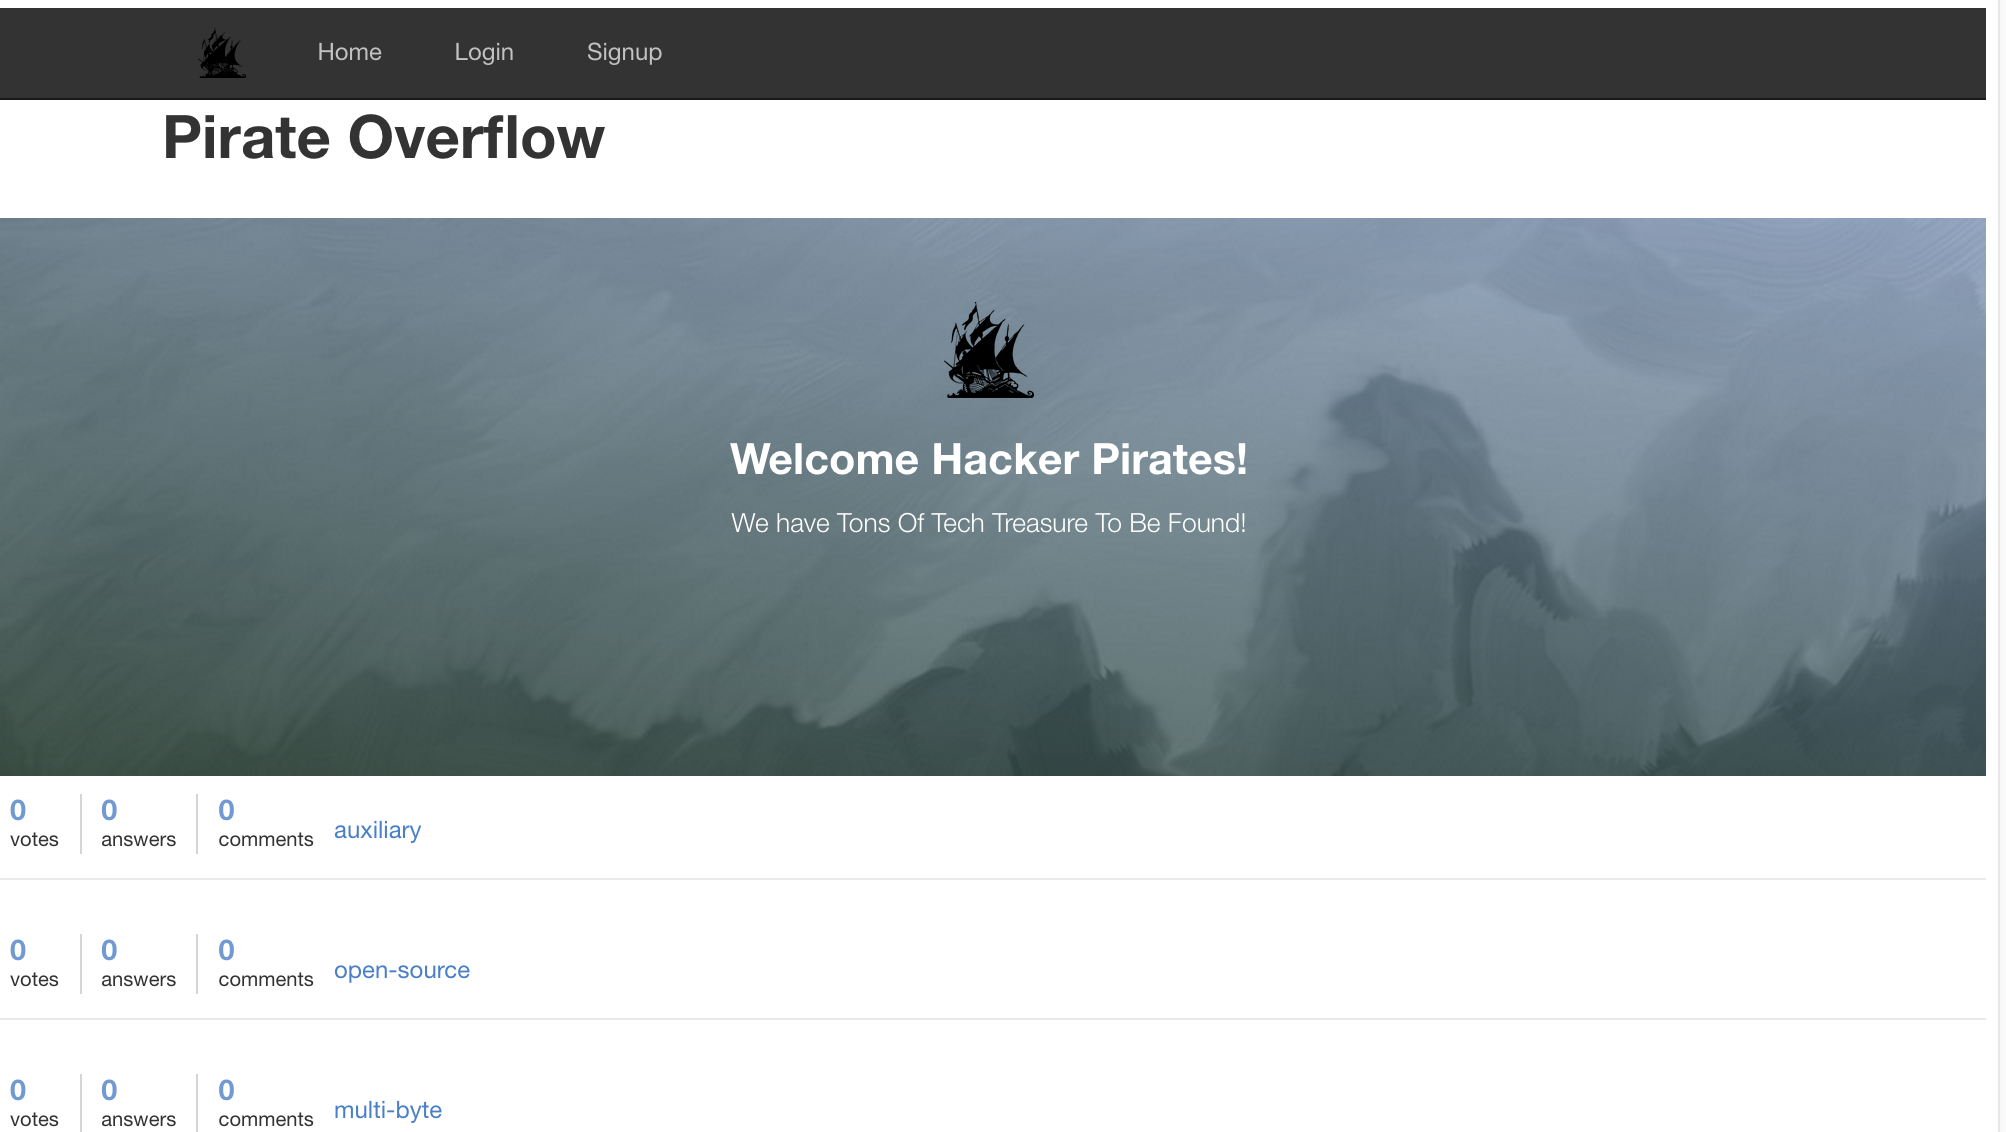 Home Login Signup
Pirate Overflow
Welcome Hacker Pirates!
We have Tons Of Tech Treasure To Be Found!
0 0 0
votes answers comments auxiliary
0 0 0
votes answers comments open-source
0 0 0
votes answers comments multi-byte